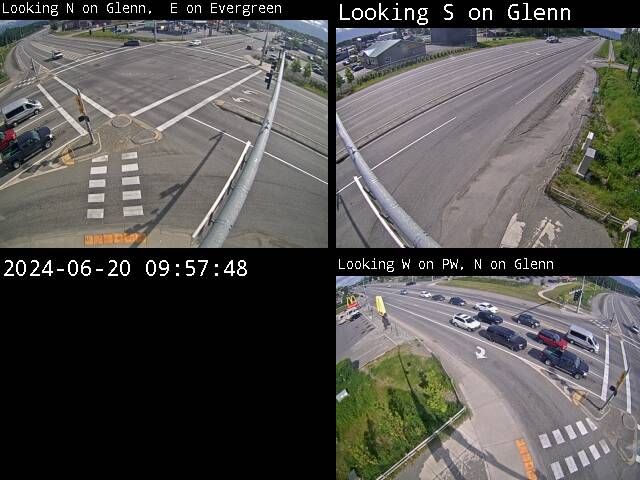 Looking N on Glenn,  E on Evergreen
Looking S on Glenn
2024-06-20 09:57:48
Looking W on PW, N on Glenn